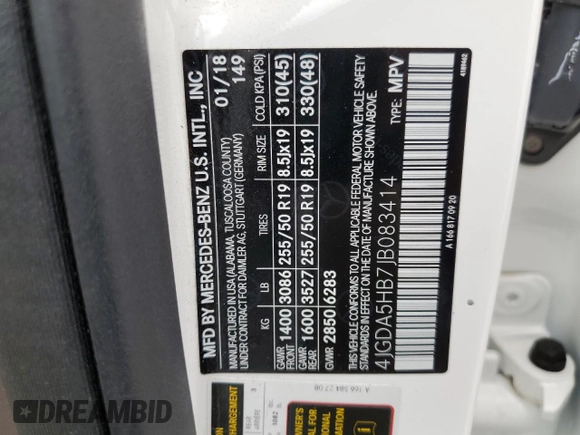 MFD BY MERCEDES-BENZ U.S. INTL., INC
MANUFACTURED IN USA (ALABAMA, TUSCALOOSA COUNTY)
UNDER CONTRACT FOR DAIMLER AG, STUTTGART (GERMANY)
01/18
149
KG LB TIRES RIM SIZE COLD KPA (PSI)
GAWR FRONT 1400 3086 255/50 R19 8.5Jx19 310(45)
GAWR REAR 1600 3527 255/50 R19 8.5Jx19 330(48)
GVWR 2850 6283
THIS VEHICLE CONFORMS TO ALL APPLICABLE FEDERAL MOTOR VEHICLE SAFETY
STANDARDS IN EFFECT ON THE DATE OF MANUFACTURE SHOWN ABOVE.
4JGDA5HB7JB083414
TYPE: MPV
A 166 817 09 20
A 166 584 27 08
DREAMBID